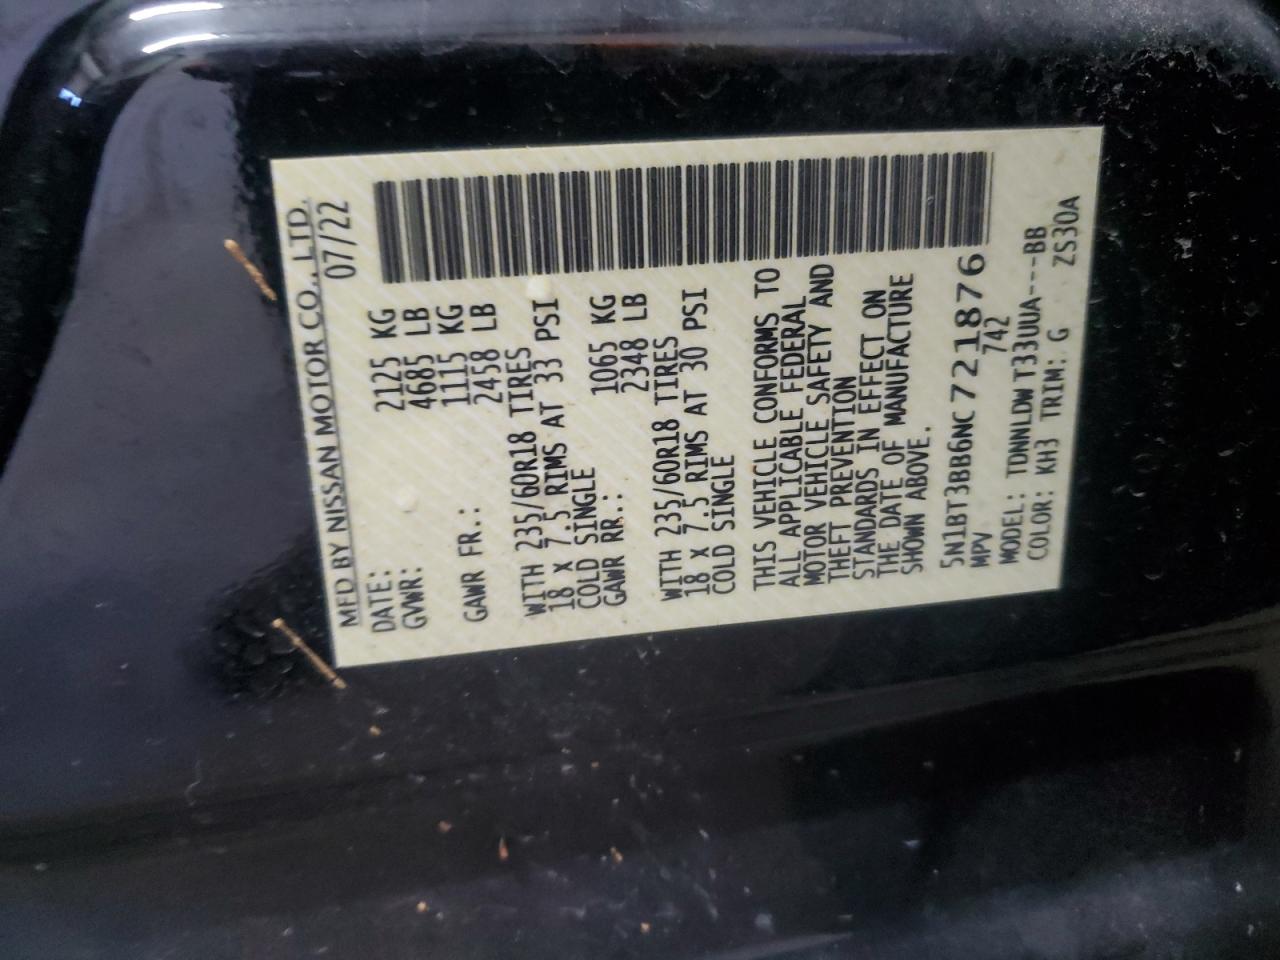 MFD BY NISSAN MOTOR CO., LTD.
DATE: 07/22
GVWR: 2125 KG
4685 LB
GAWR FR.: 1115 KG
2458 LB
WITH 235/60R18 TIRES
18 X 7.5 RIMS AT 33 PSI
COLD SINGLE
GAWR RR.: 1065 KG
2348 LB
WITH 235/60R18 TIRES
18 X 7.5 RIMS AT 30 PSI
COLD SINGLE
THIS VEHICLE CONFORMS TO
ALL APPLICABLE FEDERAL
MOTOR VEHICLE SAFETY AND
THEFT PREVENTION
STANDARDS IN EFFECT ON
THE DATE OF MANUFACTURE
SHOWN ABOVE.
5N1BT3BB6NC721876
MPV 742
MODEL: TDNNLDWT33UUA---BB
COLOR: KH3 TRIM: G ZS30A